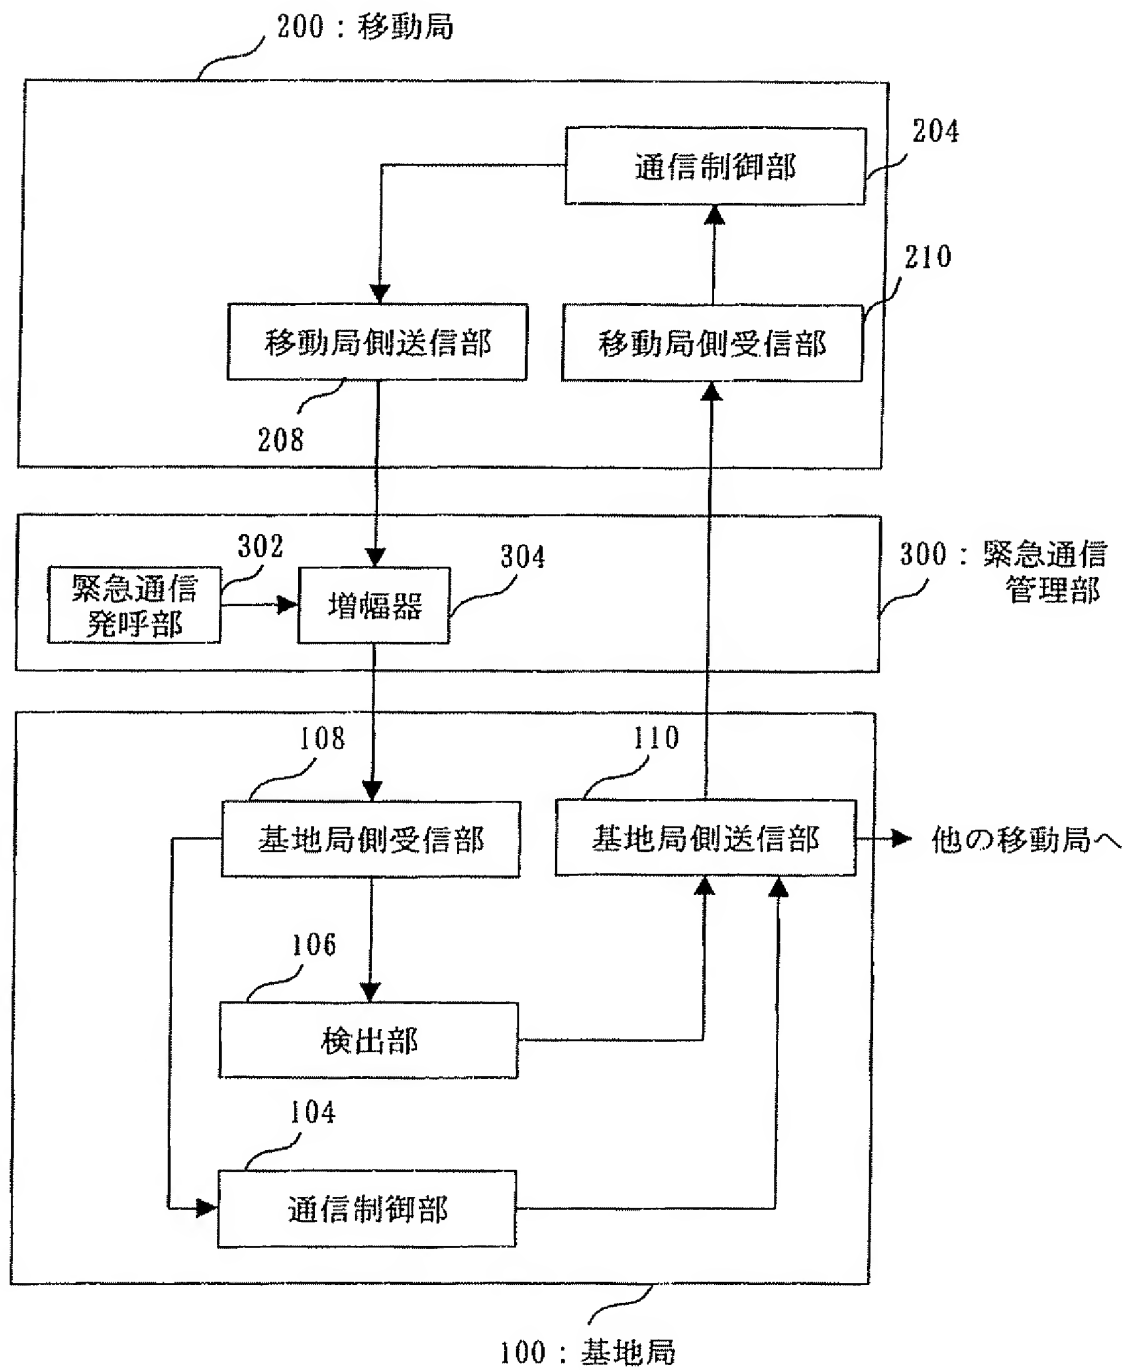 200：移動局
204
通信制御部
210
移動局側送信部
移動局側受信部
208
302
304
300：緊急通信
管理部
緊急通信
発呼部
増幅器
108
110
基地局側受信部
基地局側送信部
他の移動局へ
106
検出部
104
通信制御部
100：基地局